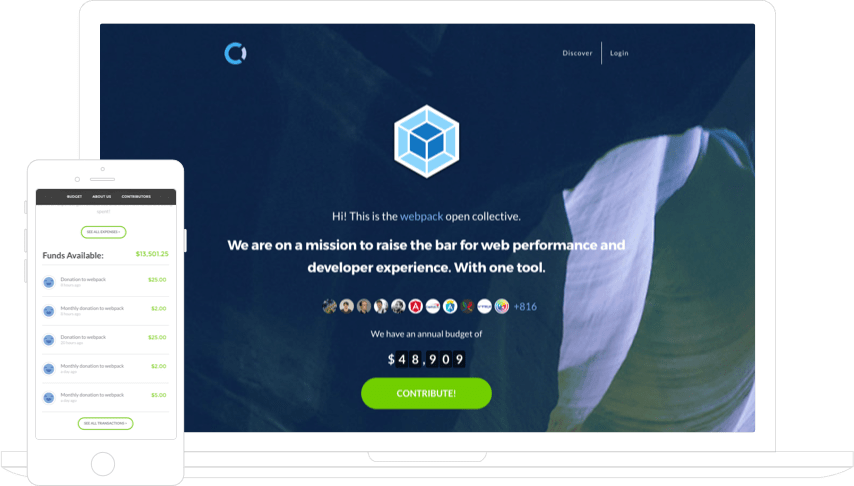 Discover
Login
Hi! This is the webpack open collective.
We are on a mission to raise the bar for web performance and
developer experience. With one tool.
+816
We have an annual budget of
$48,909
CONTRIBUTE!
BUDGET ABOUT US CONTRIBUTORS
SEE ALL EXPENSES >
Funds Available: $13,501.25
Donation to webpack $25.00
Monthly donation to webpack $2.00
Donation to webpack $25.00
Monthly donation to webpack $2.00
Monthly donation to webpack $5.00
SEE ALL TRANSACTIONS >